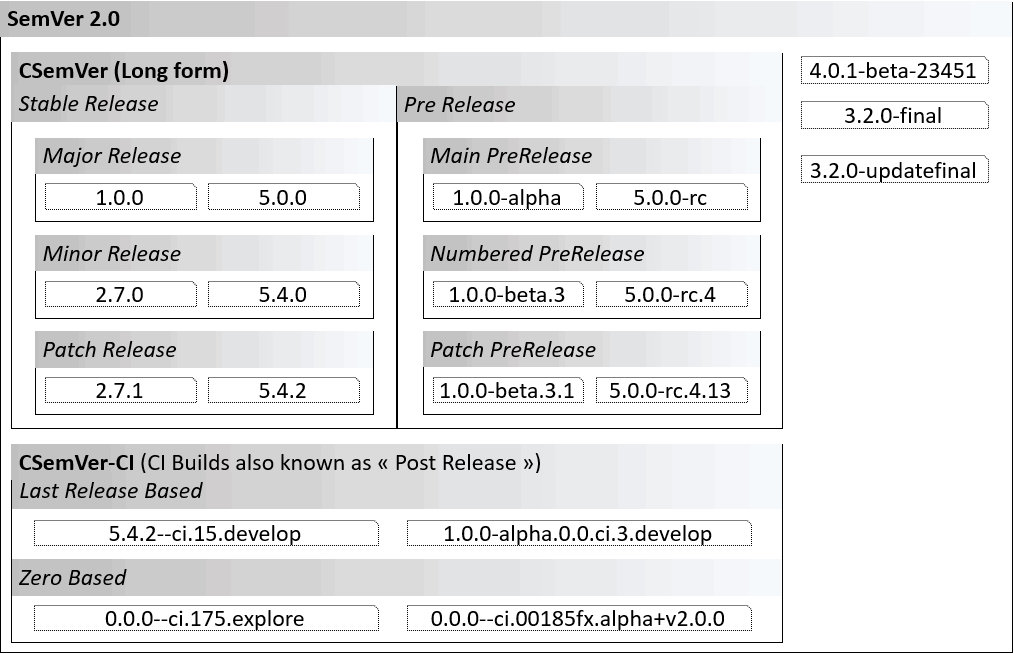 SemVer 2.0
CSemVer (Long form)
Stable Release
Major Release
1.0.0 5.0.0
Minor Release
2.7.0 5.4.0
Patch Release
2.7.1 5.4.2
Pre Release
Main PreRelease
1.0.0-alpha 5.0.0-rc
Numbered PreRelease
1.0.0-beta.3 5.0.0-rc.4
Patch PreRelease
1.0.0-beta.3.1 5.0.0-rc.4.13
4.0.1-beta-23451
3.2.0-final
3.2.0-updatefinal
CSemVer-CI (CI Builds also known as « Post Release »)
Last Release Based
5.4.2--ci.15.develop 1.0.0-alpha.0.0.ci.3.develop
Zero Based
0.0.0--ci.175.explore 0.0.0--ci.00185fx.alpha+v2.0.0